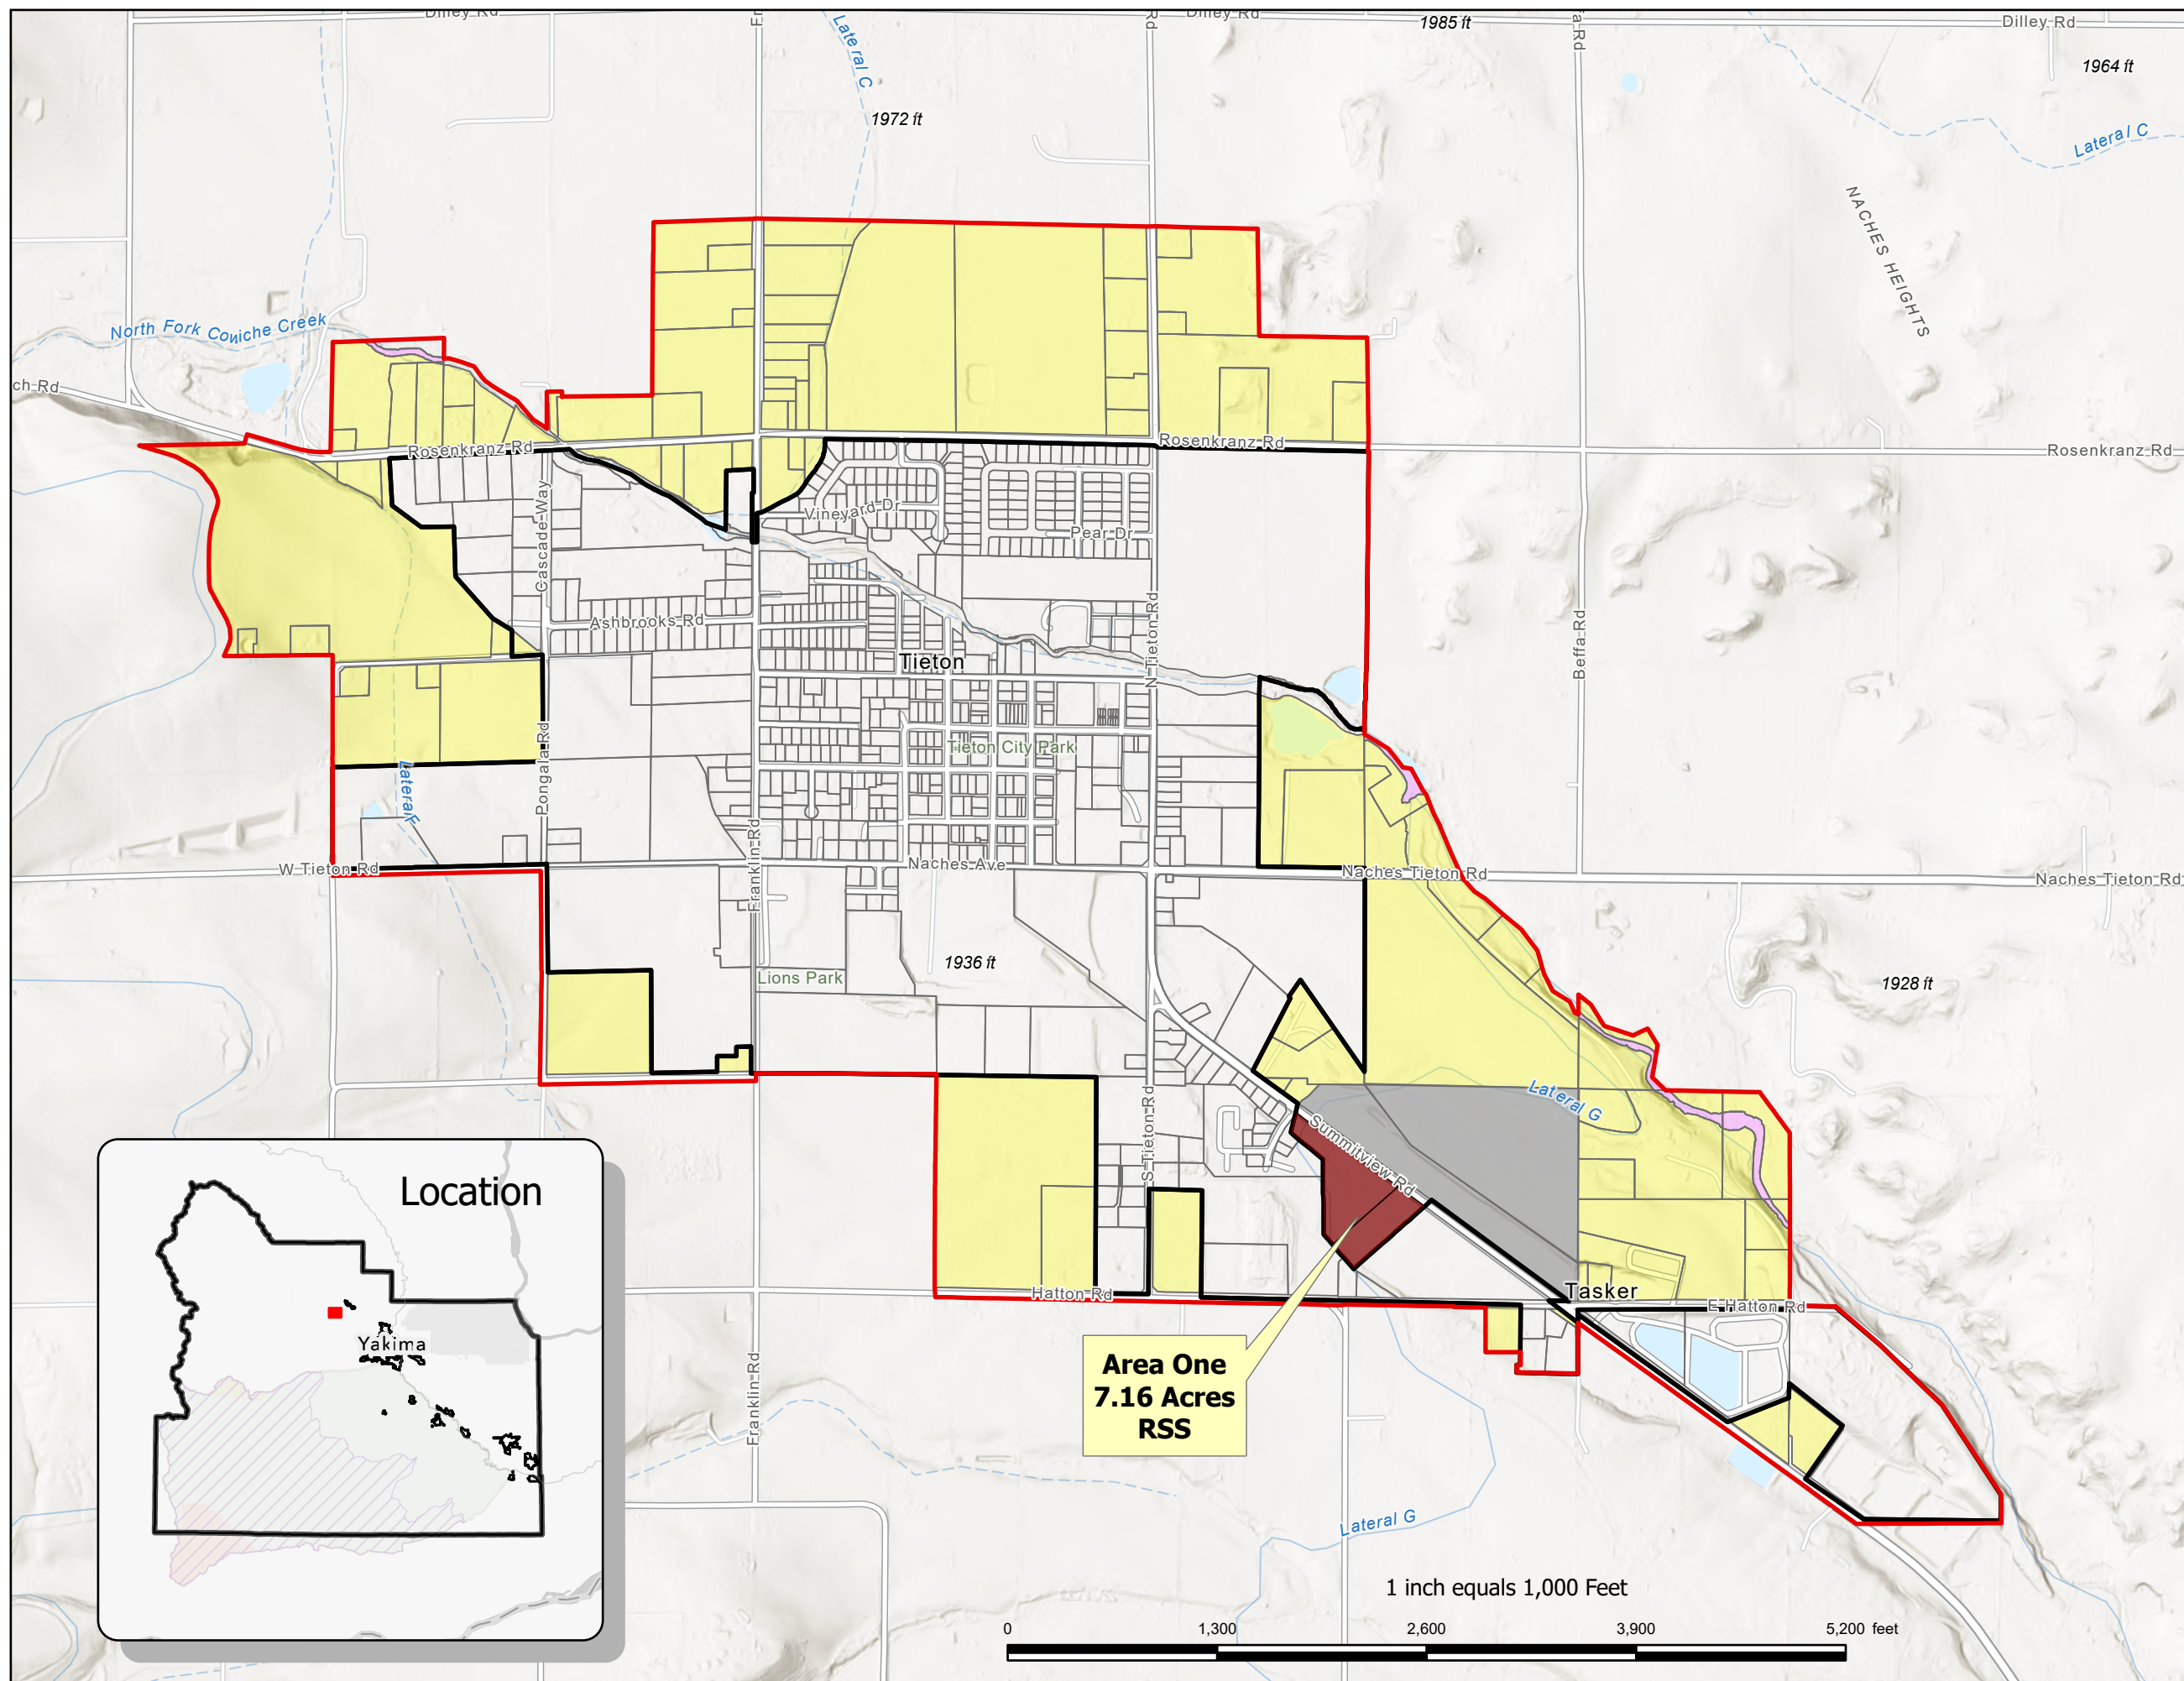 Dilley Rd
Dilley Rd
1985 ft
Dilley Rd
Lateral C
Rd
Rd
1964 ft
1972 ft
Lateral C
NACHES HEIGHTS
North Fork Cowiche Creek
ch Rd
Rosenkranz Rd
Rosenkranz Rd
Rosenkranz Rd
Cascade Way
Vineyard Dr
Pear Dr
Ashbrooks Rd
N Tieton Rd
Beffa Rd
Tieton
Tieton City Park
Pongala Rd
Lateral F
Franklin Rd
W Tieton Rd
Naches Ave
Naches Tieton Rd
Naches Tieton Rd
1936 ft
Lions Park
1928 ft
Lateral G
S Tieton Rd
Summitview Rd
Hatton Rd
Tasker
E Hatton Rd
Location
Yakima
Area One
7.16 Acres
RSS
Franklin Rd
Lateral G
1 inch equals 1,000 Feet
0 1,300 2,600 3,900 5,200 feet